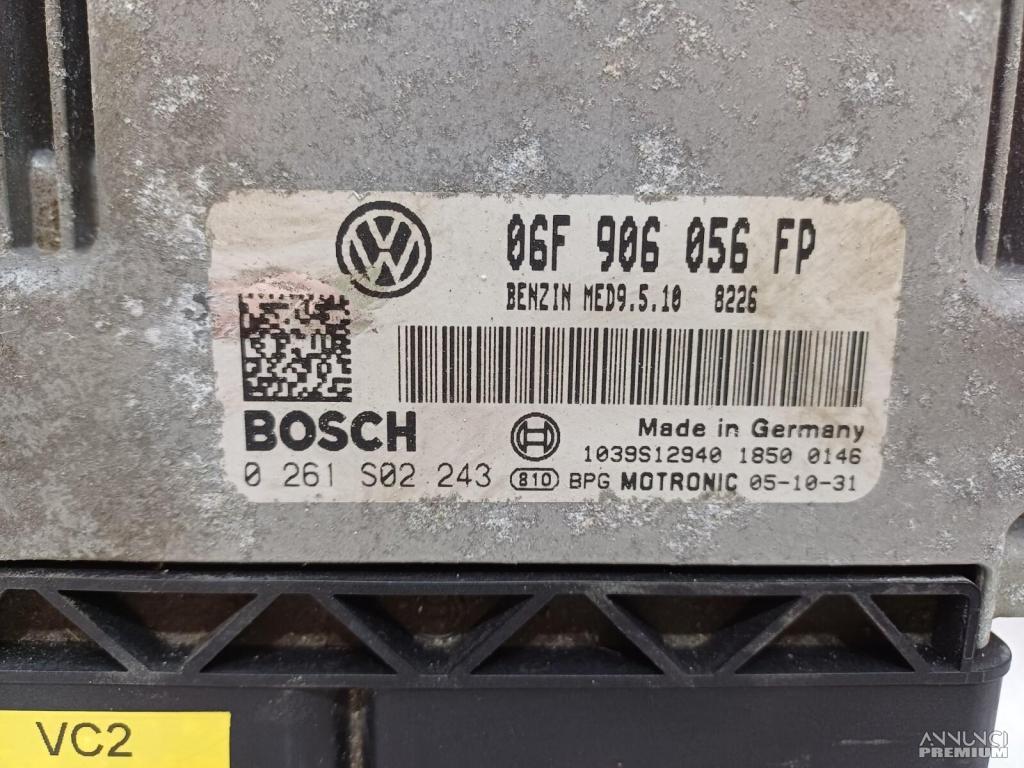 06F 906 056 FP
BENZIN MED9.5.10 8226
BOSCH
Made in Germany
1039S12940 1850 0146
0 261 S02 243 810 BPG MOTRONIC 05-10-31
VC2
ANNUNCI
PREMIUM